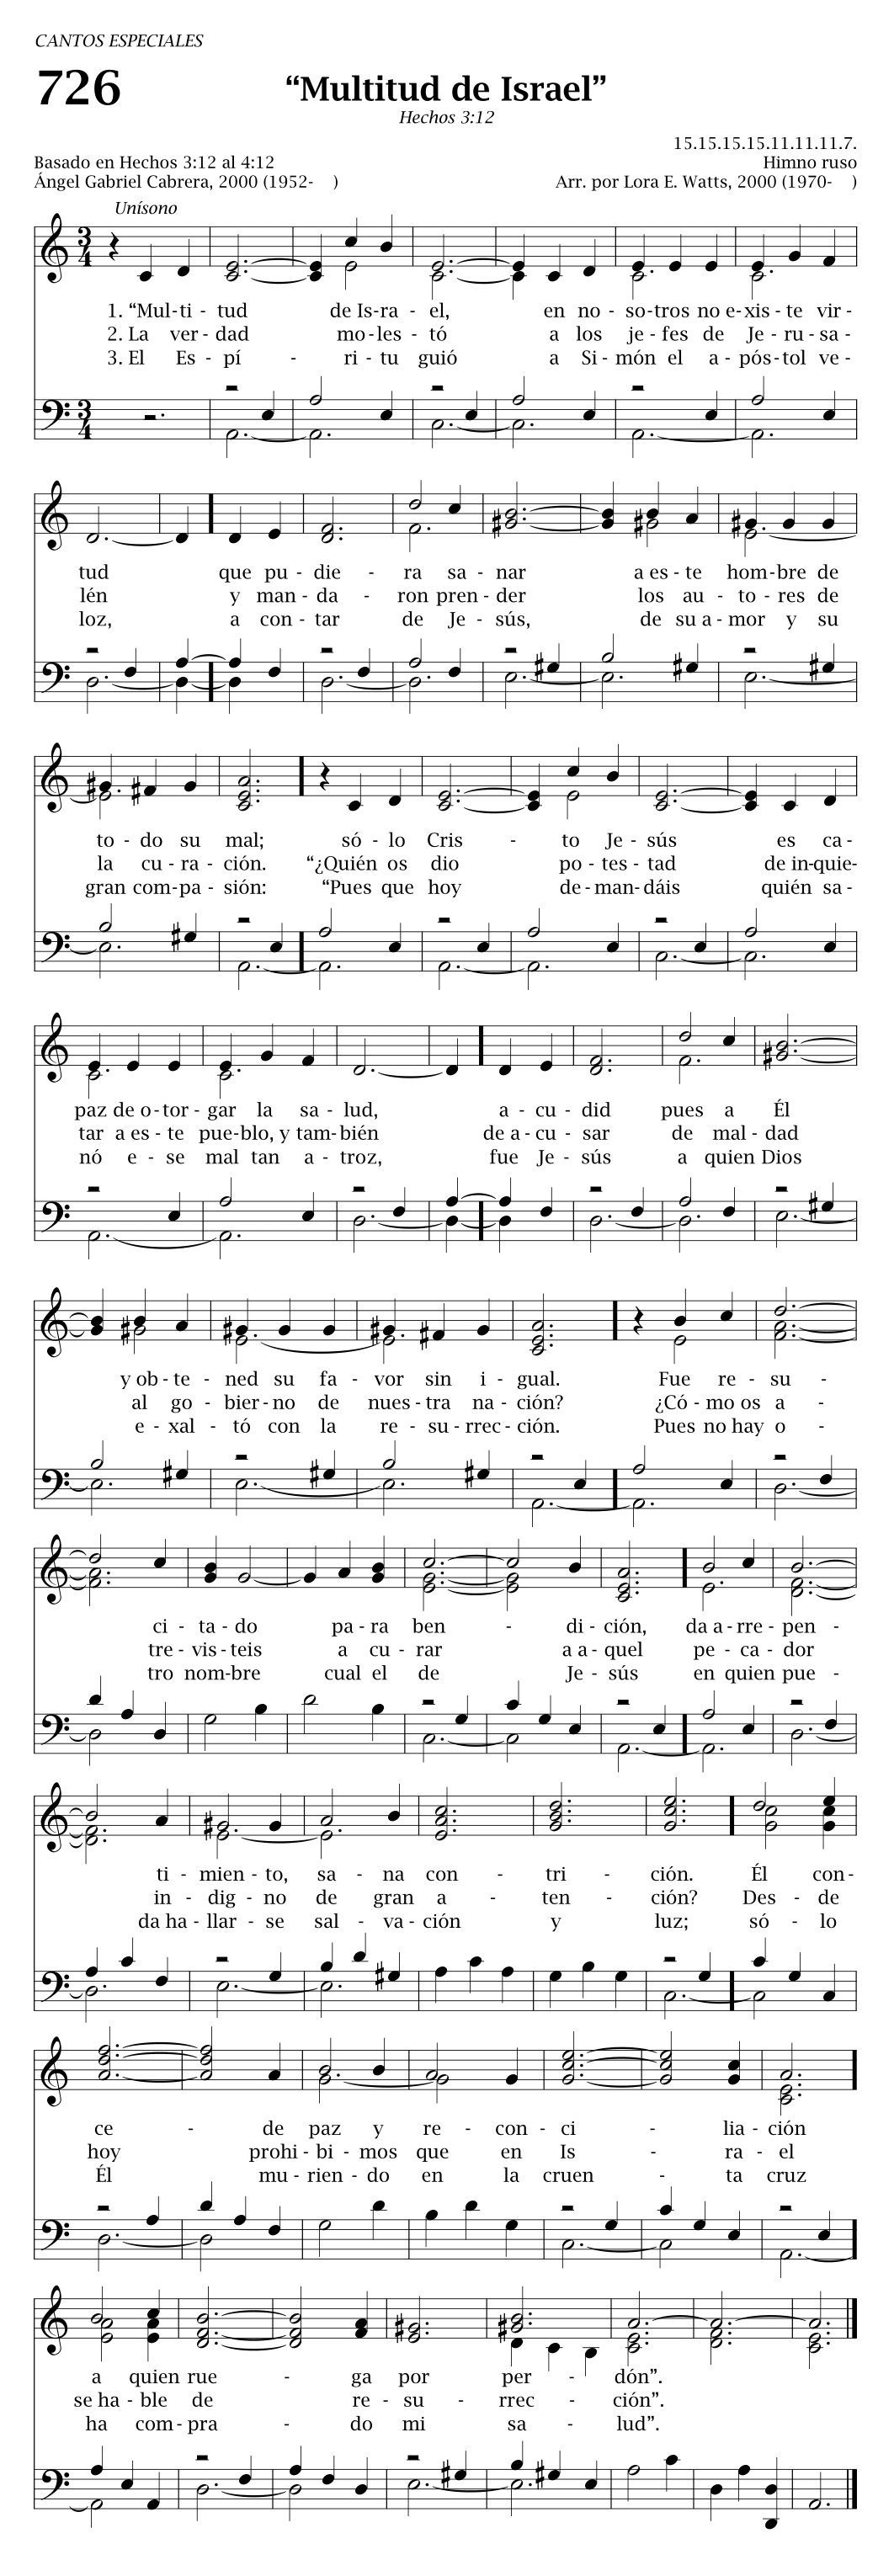 CANTOS ESPECIALES
726
“Multitud de Israel”
Hechos 3:12
15.15.15.15.11.11.11.7.
Basado en Hechos 3:12 al 4:12
Himno ruso
Ángel Gabriel Cabrera, 2000 (1952- )
Arr. por Lora E. Watts, 2000 (1970- )
Unísono
1. “Mul-ti - tud de Is-ra - el, en no - so-tros no e-xis - te vir -
2. La ver - dad mo-les - tó a los je - fes de Je - ru - sa -
3. El Es - pí - ri - tu guió a Si - món el a - pós-tol ve -
tud que pu - die - ra sa - nar a es - te hom-bre de
lén y man - da - ron pren - der los au - to - res de
loz, a con - tar de Je - sús, de su a - mor y su
to - do su mal; só - lo Cris - to Je - sús es ca -
la cu - ra - ción. “¿Quién os dio po - tes - tad de in-quie-
gran com-pa - sión: “Pues que hoy de - man- dáis quién sa -
paz de o-tor - gar la sa - lud, a - cu - did pues a Él
tar a es - te pue-blo, y tam-bién de a - cu - sar de mal - dad
nó e - se mal tan a - troz, fue Je - sús a quien Dios
y ob - te - ned su fa - vor sin i - gual. Fue re - su -
al go - bier - no de nues - tra na - ción? ¿Có - mo os a -
e - xal - tó con la re - su - rrec - ción. Pues no hay o -
ci - ta - do pa - ra ben - di - ción, da a - rre - pen -
tre - vis - teis a cu - rar a a - quel pe - ca - dor
tro nom-bre cual el de Je - sús en quien pue -
ti - mien - to, sa - na con - tri - ción. Él con -
in - dig - no de gran a - ten - ción? Des - de
da ha - llar - se sal - va - ción y luz; só - lo
ce - de paz y re - con - ci - lia - ción
hoy prohi - bi - mos que en Is - ra - el
Él mu - rien - do en la cruen - ta cruz
a quien rue - ga por per - dón”.
se ha - ble de re - su - rrec - ción”.
ha com - pra - do mi sa - lud”.